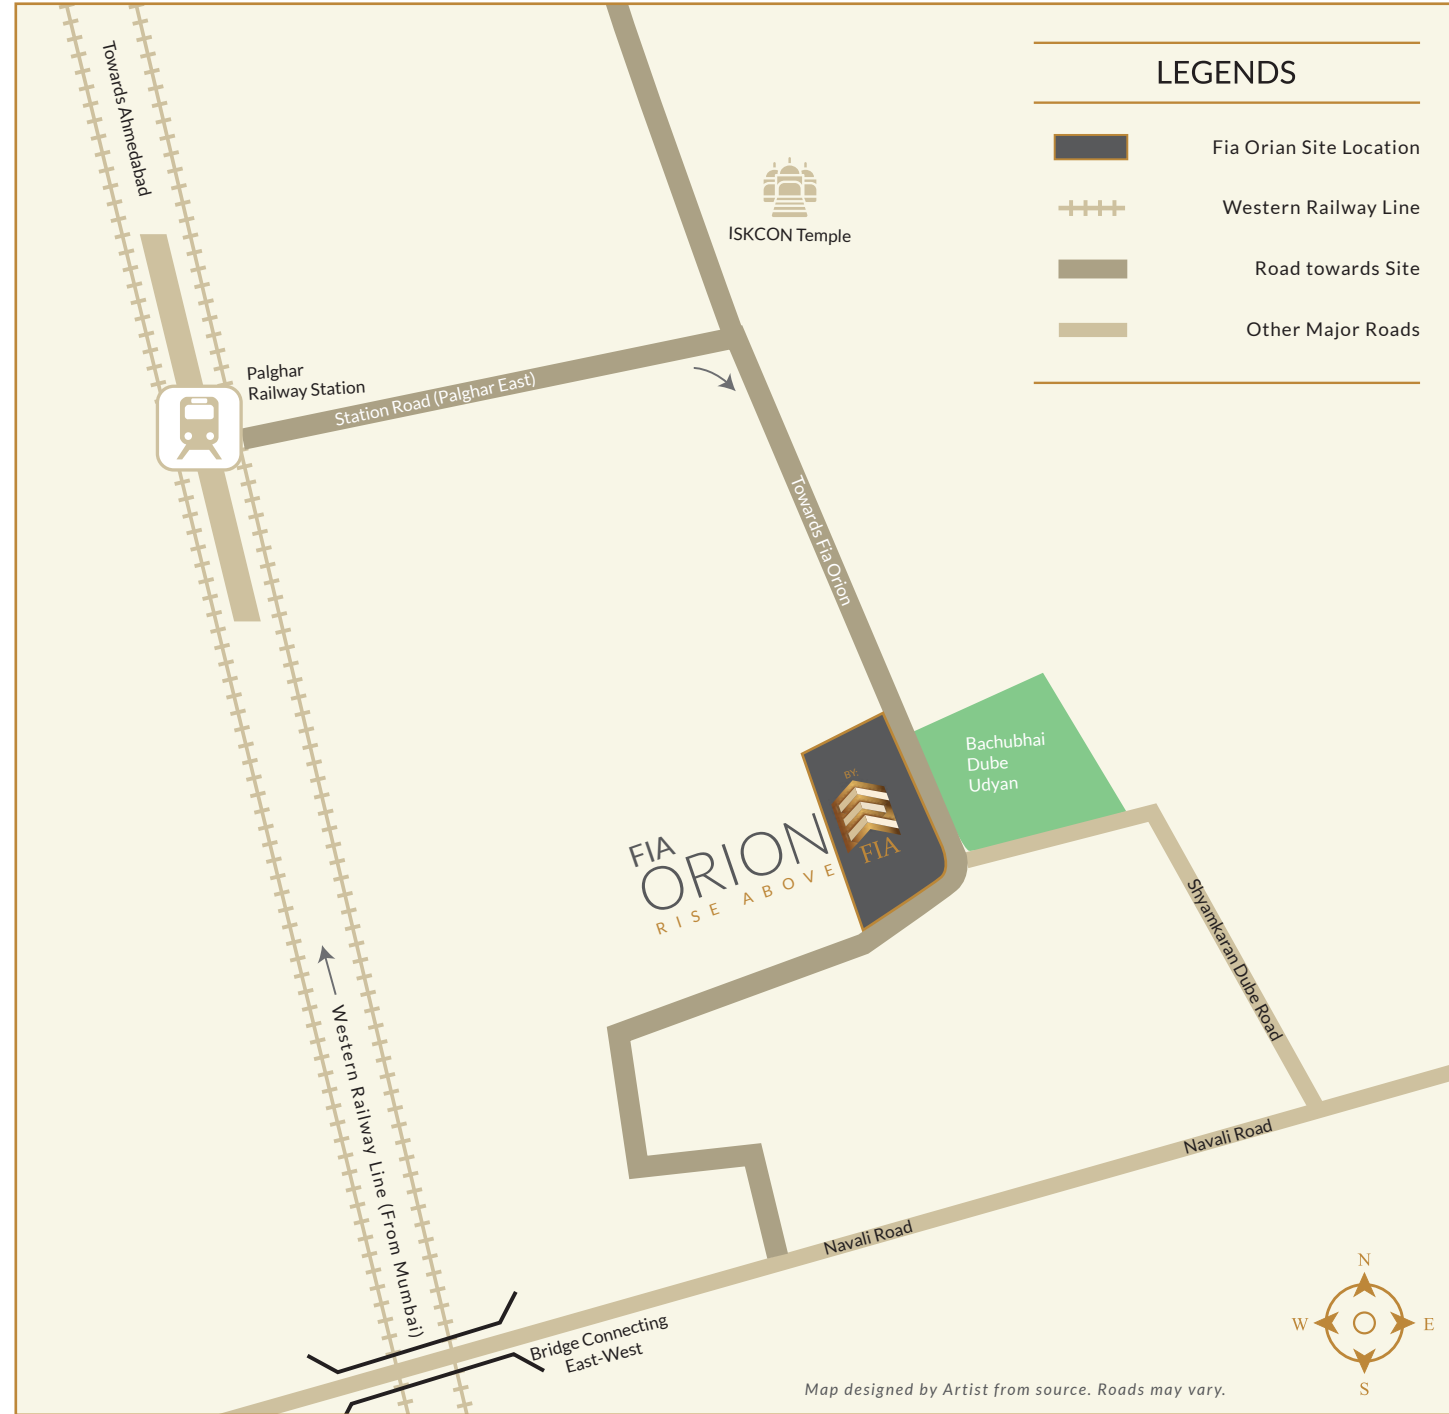 Towards Ahmedabad
LEGENDS
Fia Orian Site Location
Western Railway Line
Road towards Site
Other Major Roads
ISKCON Temple
Palghar
Railway Station
Station Road (Palghar East)
Towards Fia Orion
Bachubhai
Dube
Udyan
BY:
FIA
FIA
ORION
RISE ABOVE
Shyamkaran Dube Road
Western Railway Line (From Mumbai)
Navali Road
Navali Road
Bridge Connecting
East-West
N
W
E
S
Map designed by Artist from source. Roads may vary.